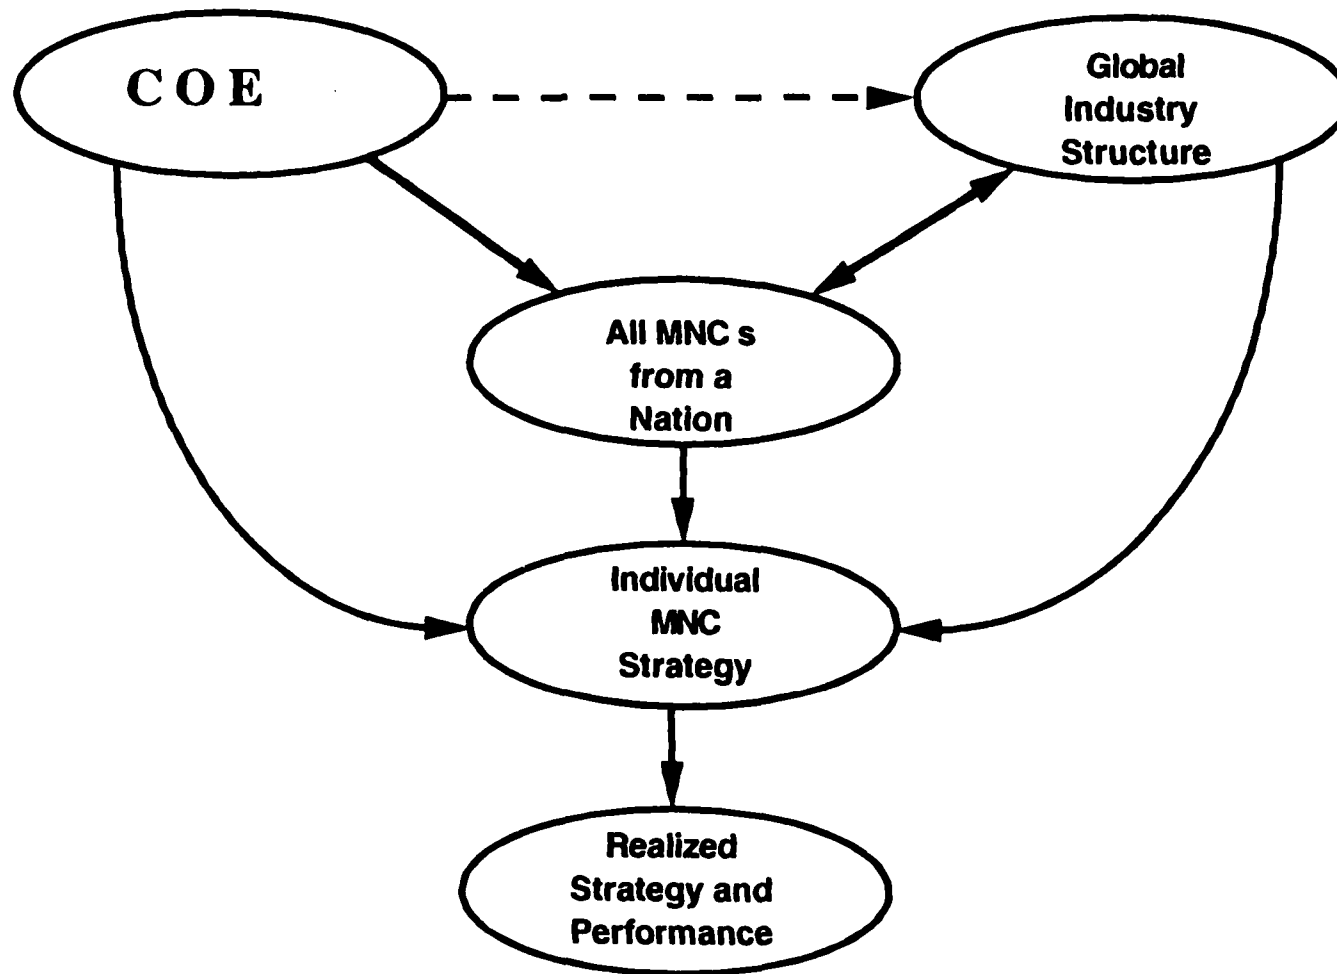 C O E
Global
Industry
Structure
All MNC s
from a
Nation
Individual
MNC
Strategy
Realized
Strategy and
Performance